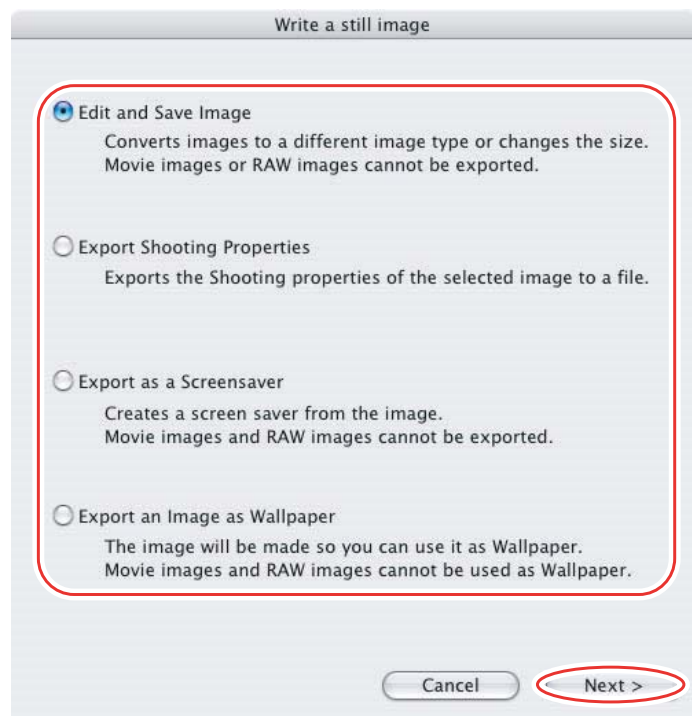 Write a still image
Edit and Save Image
Converts images to a different image type or changes the size.
Movie images or RAW images cannot be exported.
Export Shooting Properties
Exports the Shooting properties of the selected image to a file.
Export as a Screensaver
Creates a screen saver from the image.
Movie images and RAW images cannot be exported.
Export an Image as Wallpaper
The image will be made so you can use it as Wallpaper.
Movie images and RAW images cannot be used as Wallpaper.
Cancel Next >